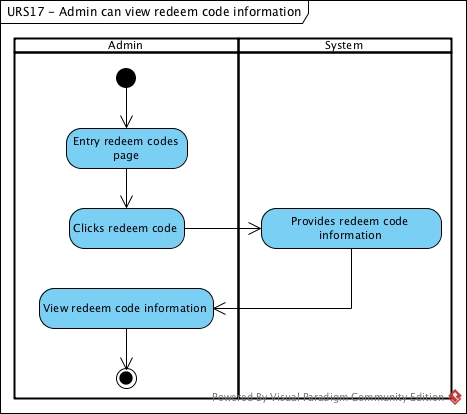 URS17 - Admin can view redeem code information
Admin
System
Entry redeem codes
page
Clicks redeem code
Provides redeem code
information
View redeem code information
Powered By Visual Paradigm Community Edition